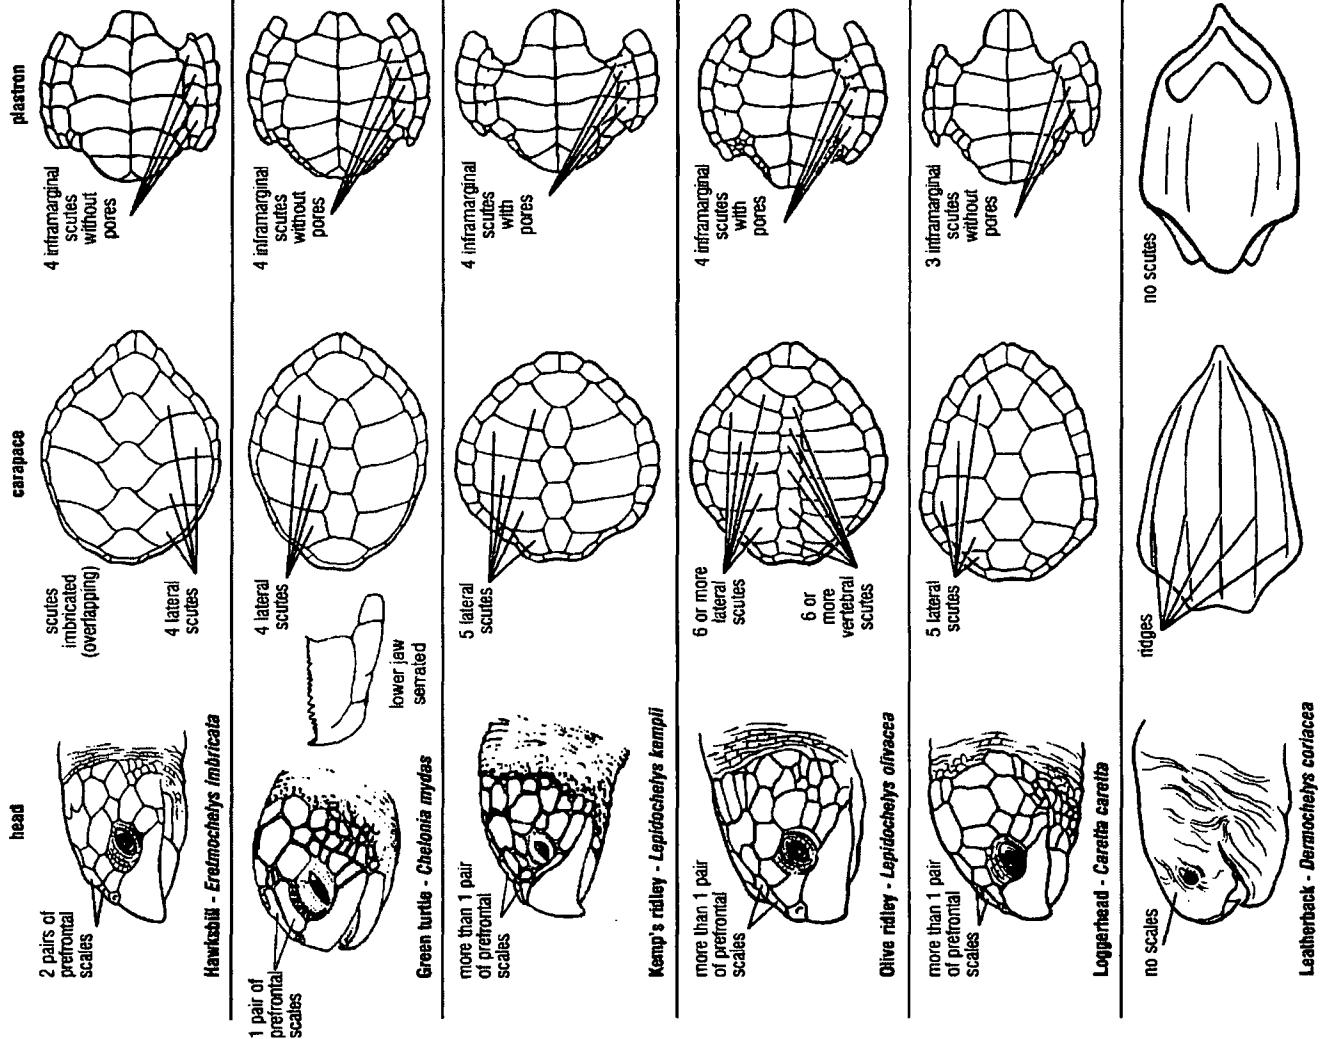 head
carapace
plastron
2 pairs of
prefrontal
scales
scutes
imbricated
(overlapping)
4 lateral
scutes
4 inframarginal
scutes
without
pores
Hawksbill - Eretmochelys imbricata
1 pair of
prefrontal
scales
lower jaw
serrated
4 lateral
scutes
4 inframarginal
scutes
without
pores
Green turtle - Chelonia mydas
more than 1 pair
of prefrontal
scales
5 lateral
scutes
4 inframarginal
scutes
with
pores
Kemp's ridley - Lepidochelys kempii
more than 1 pair
of prefrontal
scales
6 or more
lateral
scutes
6 or
more
vertebral
scutes
4 inframarginal
scutes
with
pores
Olive ridley - Lepidochelys olivacea
more than 1 pair
of prefrontal
scales
5 lateral
scutes
3 inframarginal
scutes
without
pores
Loggerhead - Caretta caretta
no scales
ridges
no scutes
Leatherback - Dermochelys coriacea